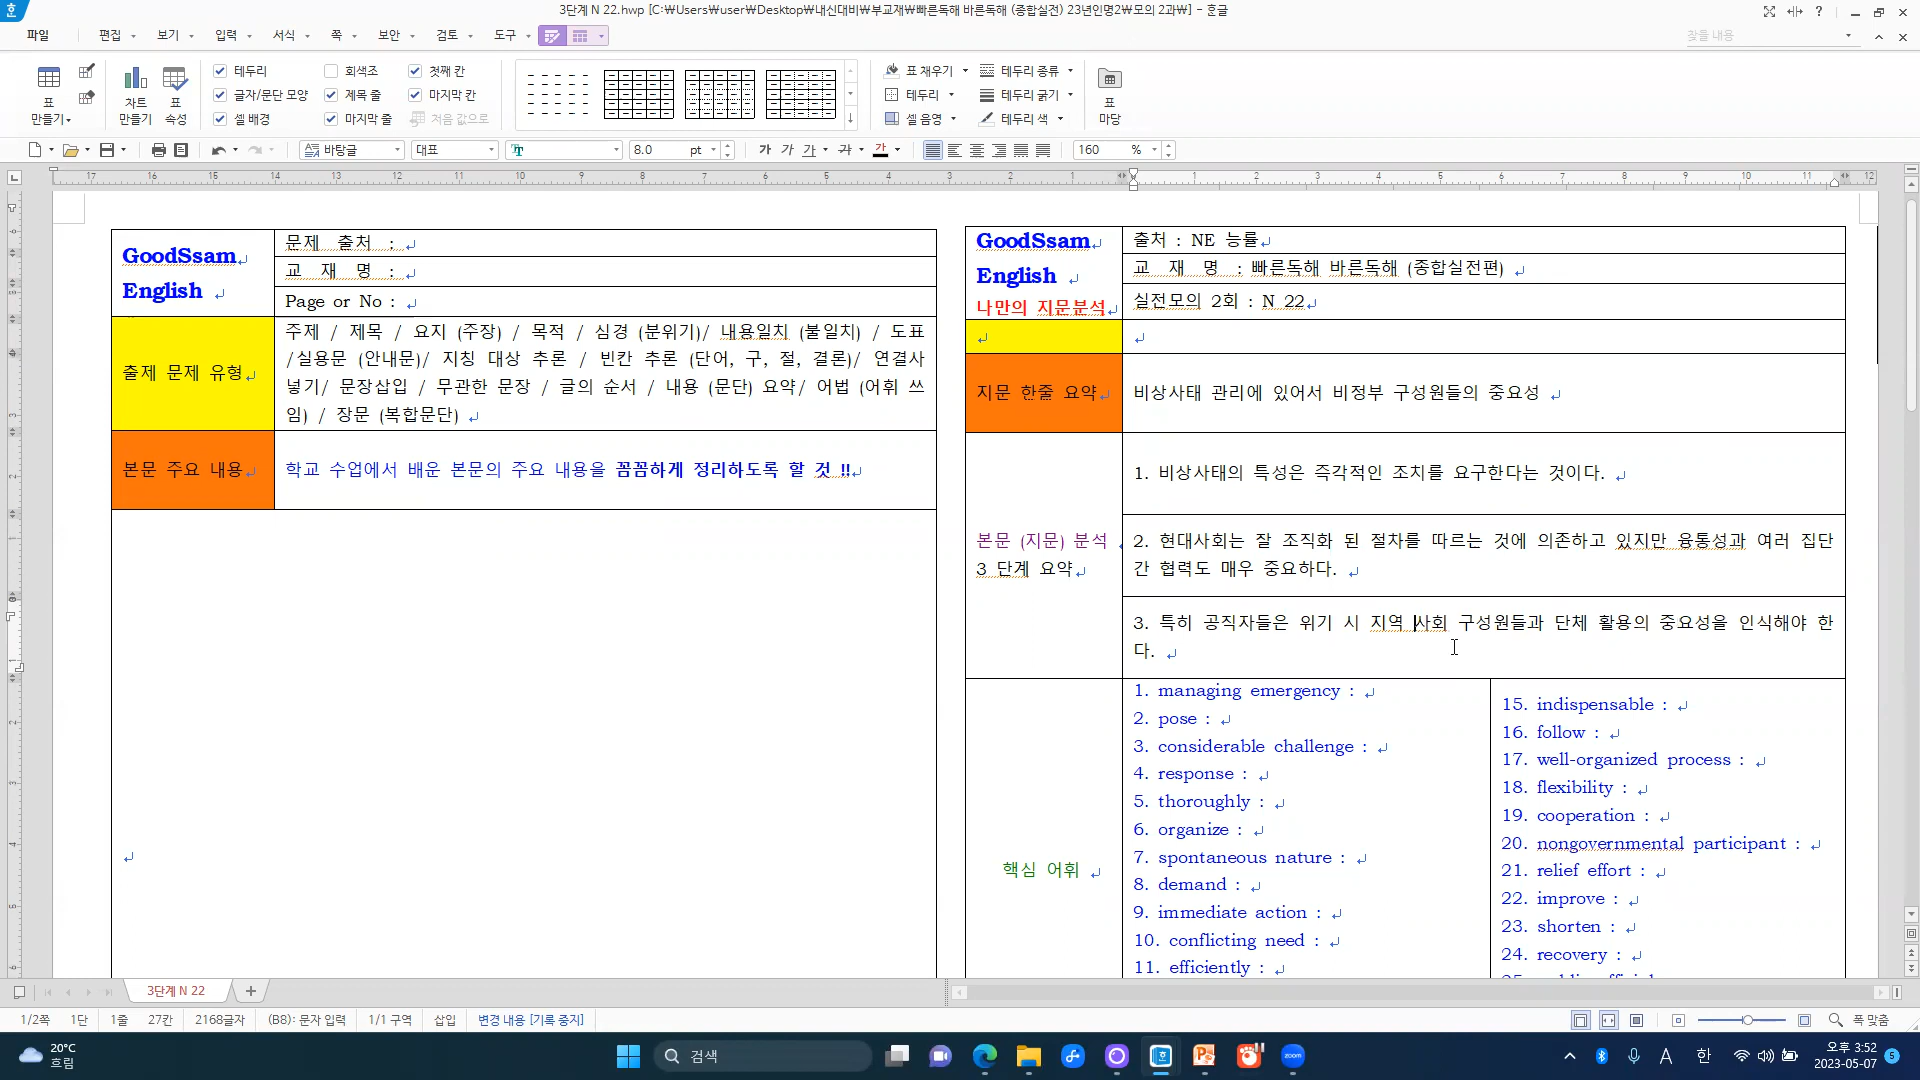 3단계 N 22.hwp [C:₩Users₩user₩Desktop₩내신대비₩부교재₩빠른독해 바른독해 (종합실전) 23년인명2₩모의 2과₩] - 한글
파일 편집 보기 입력 서식 쪽 보안 검토 도구 찾을 내용
표 만들기
차트 만들기
표 속성
테두리 회색조 첫째 칸
글자/문단 모양 제목 줄 마지막 칸
셀 배경 마지막 줄 처음 값으로
표 채우기 테두리 종류
테두리 테두리 굵기
셀 음영 테두리 색
표 마당
바탕글 대표 8.0 pt 가 가 가 가 가 160 %
GoodSsam
English
문제 출처 :
교 재 명 :
Page or No :
출제 문제 유형
주제 / 제목 / 요지 (주장) / 목적 / 심경 (분위기)/ 내용일치 (불일치) / 도표
/실용문 (안내문)/ 지칭 대상 추론 / 빈칸 추론 (단어, 구, 절, 결론)/ 연결사
넣기/ 문장삽입 / 무관한 문장 / 글의 순서 / 내용 (문단) 요약/ 어법 (어휘 쓰
임) / 장문 (복합문단)
본문 주요 내용
학교 수업에서 배운 본문의 주요 내용을 꼼꼼하게 정리하도록 할 것 !!
GoodSsam
English
나만의 지문분석
출처 : NE 능률
교 재 명 : 빠른독해 바른독해 (종합실전편)
실전모의 2회 : N 22
지문 한줄 요약
비상사태 관리에 있어서 비정부 구성원들의 중요성
본문 (지문) 분석
3 단계 요약
1. 비상사태의 특성은 즉각적인 조치를 요구한다는 것이다.
2. 현대사회는 잘 조직화 된 절차를 따르는 것에 의존하고 있지만 융통성과 여러 집단
간 협력도 매우 중요하다.
3. 특히 공직자들은 위기 시 지역 사회 구성원들과 단체 활용의 중요성을 인식해야 한
다.
핵심 어휘
1. managing emergency :
2. pose :
3. considerable challenge :
4. response :
5. thoroughly :
6. organize :
7. spontaneous nature :
8. demand :
9. immediate action :
10. conflicting need :
11. efficiently :
15. indispensable :
16. follow :
17. well-organized process :
18. flexibility :
19. cooperation :
20. nongovernmental participant :
21. relief effort :
22. improve :
23. shorten :
24. recovery :
3단계 N 22
1/2쪽 1단 1줄 27칸 2168글자 (B8): 문자 입력 1/1 구역 삽입 변경 내용 [기록 중지] 폭 맞춤
20°C
흐림
검색
zoom
A 한
오후 3:52
2023-05-07
5